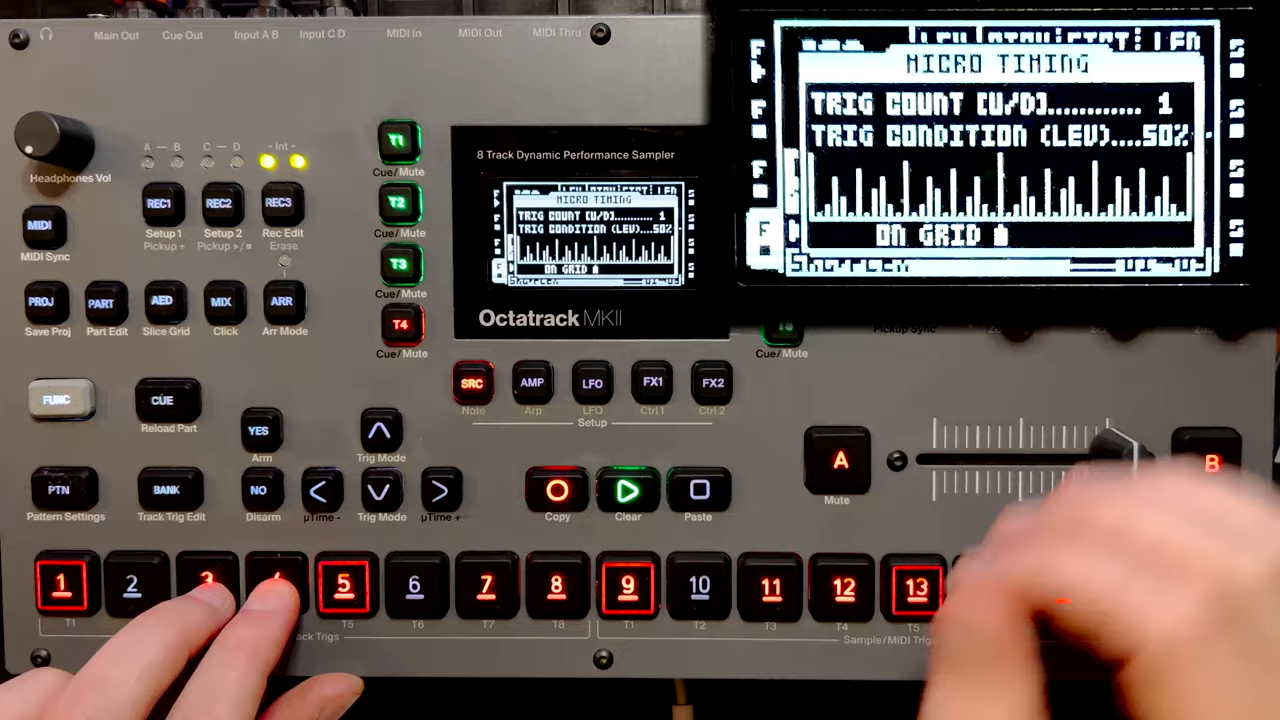 Main Out Cue Out Input A B Input C D MIDI In MIDI Out MIDI Thru
MICRO TIMING
TRIG COUNT [U/D]............ 1
TRIG CONDITION (LEV)....50%
ON GRID
Headphones Vol
A B C D - Int -
REC1 REC2 REC3
Setup 1 Setup 2 Rec Edit
Pickup + Pickup >/■ Erase
MIDI
MIDI Sync
PROJ PART AED MIX ARR
Save Proj Part Edit Slice Grid Click Arr Mode
T1
Cue/Mute
T2
Cue/Mute
T3
Cue/Mute
T4
Cue/Mute
8 Track Dynamic Performance Sampler
MICRO TIMING
TRIG COUNT [U/D]............ 1
TRIG CONDITION (LEV)....50%
ON GRID
Octatrack MKII
Cue/Mute
Pickup Sync
SRC AMP LFO FX1 FX2
Note Arp LFO Ctrl 1 Ctrl 2
Setup
FUNC CUE
Reload Part
YES
Arm Trig Mode
PTN BANK NO
Pattern Settings Track Trig Edit Disarm µTime - Trig Mode µTime +
Copy Clear Paste
A B
Mute
1 2 3 4 5 6 7 8 9 10 11 12 13
T1 T5 T6 T7 T8 T1 T2 T3 T4 T5
ack Trigs Sample/MIDI Trig